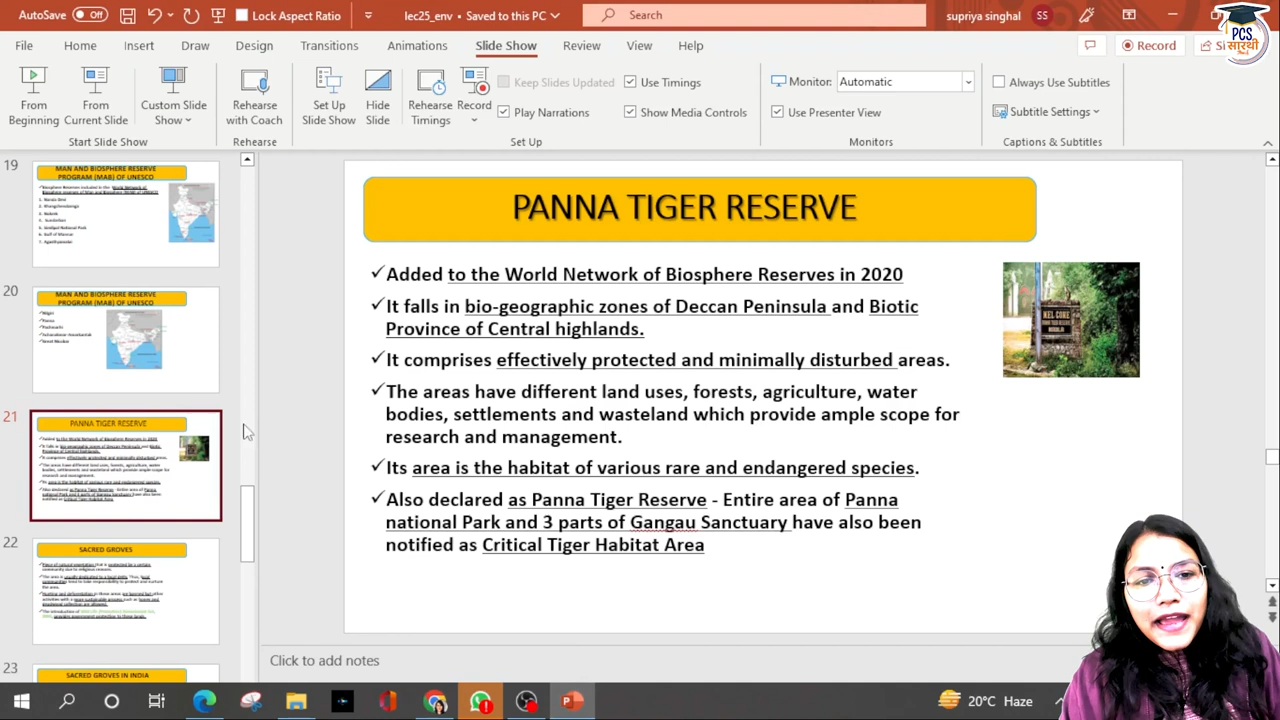 AutoSave Off Lock Aspect Ratio lec25_env • Saved to this PC Search supriya singhal SS
PCS
सारथी
File Home Insert Draw Design Transitions Animations Slide Show Review View Help Record
From Beginning
From Current Slide
Custom Slide Show
Rehearse with Coach
Set Up Slide Show
Hide Slide
Rehearse Timings
Record
Keep Slides Updated
Play Narrations
Use Timings
Show Media Controls
Monitor: Automatic
Use Presenter View
Always Use Subtitles
Subtitle Settings
Start Slide Show Rehearse Set Up Monitors Captions & Subtitles
19
MAN AND BIOSPHERE RESERVE
PROGRAM (MAB) OF UNESCO
20
MAN AND BIOSPHERE RESERVE
PROGRAM (MAB) OF UNESCO
21
PANNA TIGER RESERVE
22
SACRED GROVES
23
SACRED GROVES IN INDIA
PANNA TIGER RESERVE
✓Added to the World Network of Biosphere Reserves in 2020
✓It falls in bio-geographic zones of Deccan Peninsula and Biotic
Province of Central highlands.
✓It comprises effectively protected and minimally disturbed areas.
✓The areas have different land uses, forests, agriculture, water
bodies, settlements and wasteland which provide ample scope for
research and management.
✓Its area is the habitat of various rare and endangered species.
✓Also declared as Panna Tiger Reserve - Entire area of Panna
national Park and 3 parts of Gangau Sanctuary have also been
notified as Critical Tiger Habitat Area
Click to add notes
20°C Haze